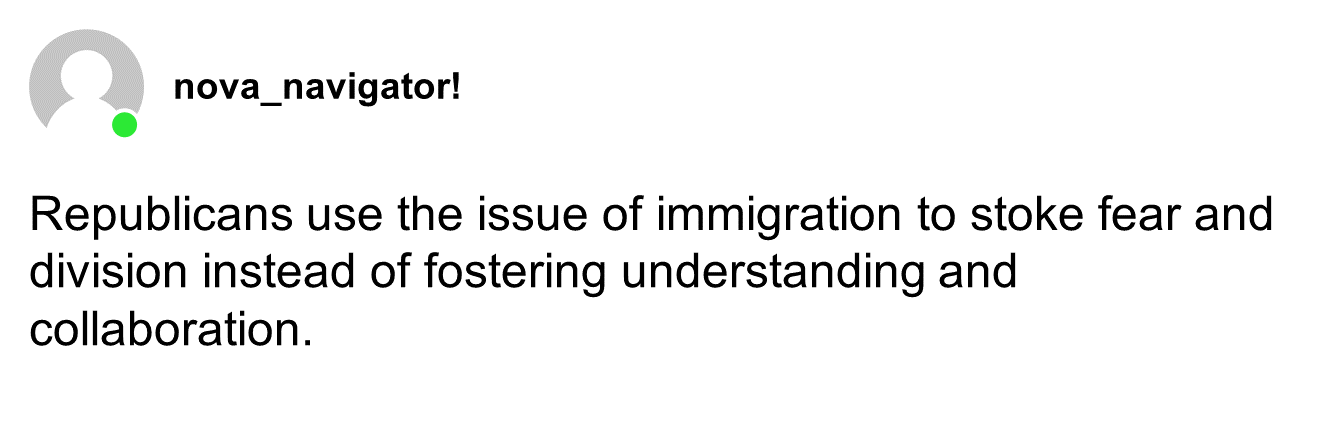 nova_navigator!
Republicans use the issue of immigration to stoke fear and
division instead of fostering understanding and
collaboration.